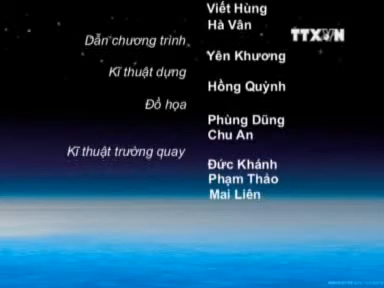 Viết Hùng
Hà Vân
TTXVN
Dẫn chương trình
Yên Khương
Kĩ thuật dựng
Hồng Quỳnh
Đồ họa
Phùng Dũng
Chu An
Kĩ thuật trường quay
Đức Khánh
Phạm Thảo
Mai Liên